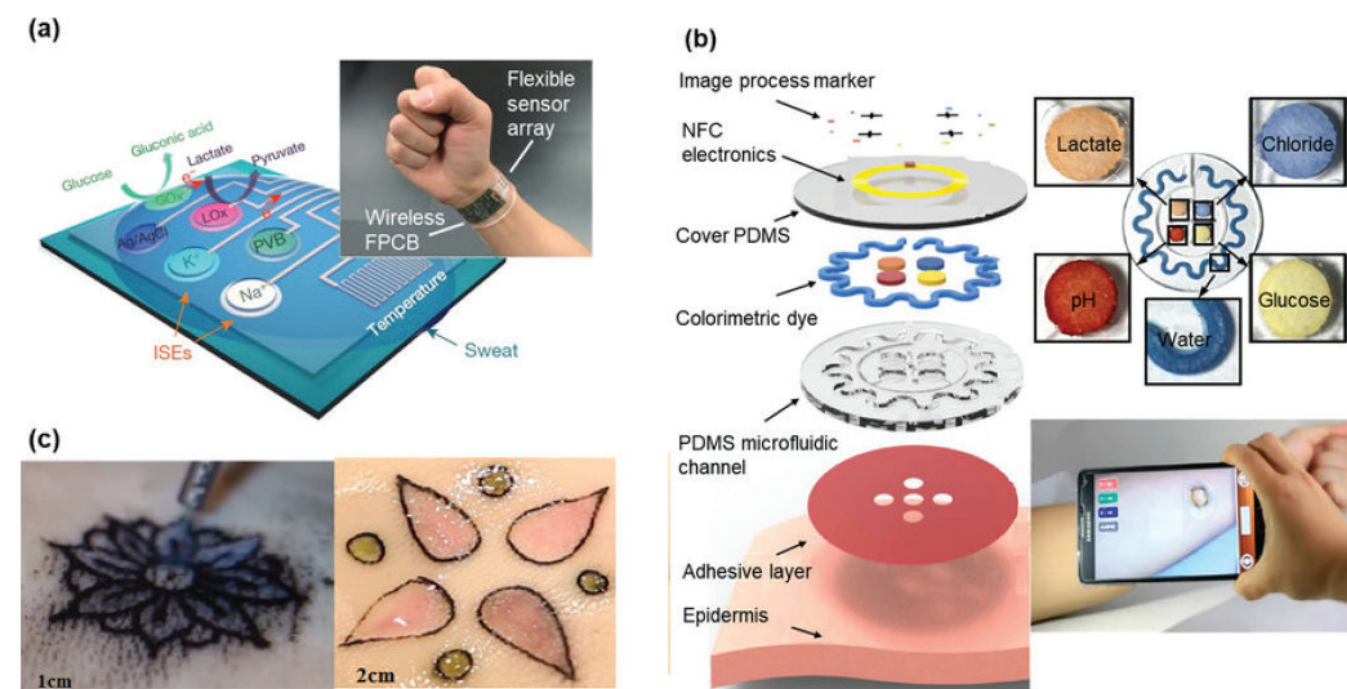 (a)
Flexible
sensor
array
Wireless
FPCB
Gluconic acid
Glucose
Lactate
Pyruvate
e⁻
e⁻
GOx
LOx
Ag/AgCl
PVB
K⁺
Na⁺
Temperature
ISEs
Sweat
(b)
Image process marker
NFC
electronics
Cover PDMS
Colorimetric dye
PDMS microfluidic
channel
Adhesive layer
Epidermis
Lactate
Chloride
pH
Water
Glucose
(c)
1cm
2cm